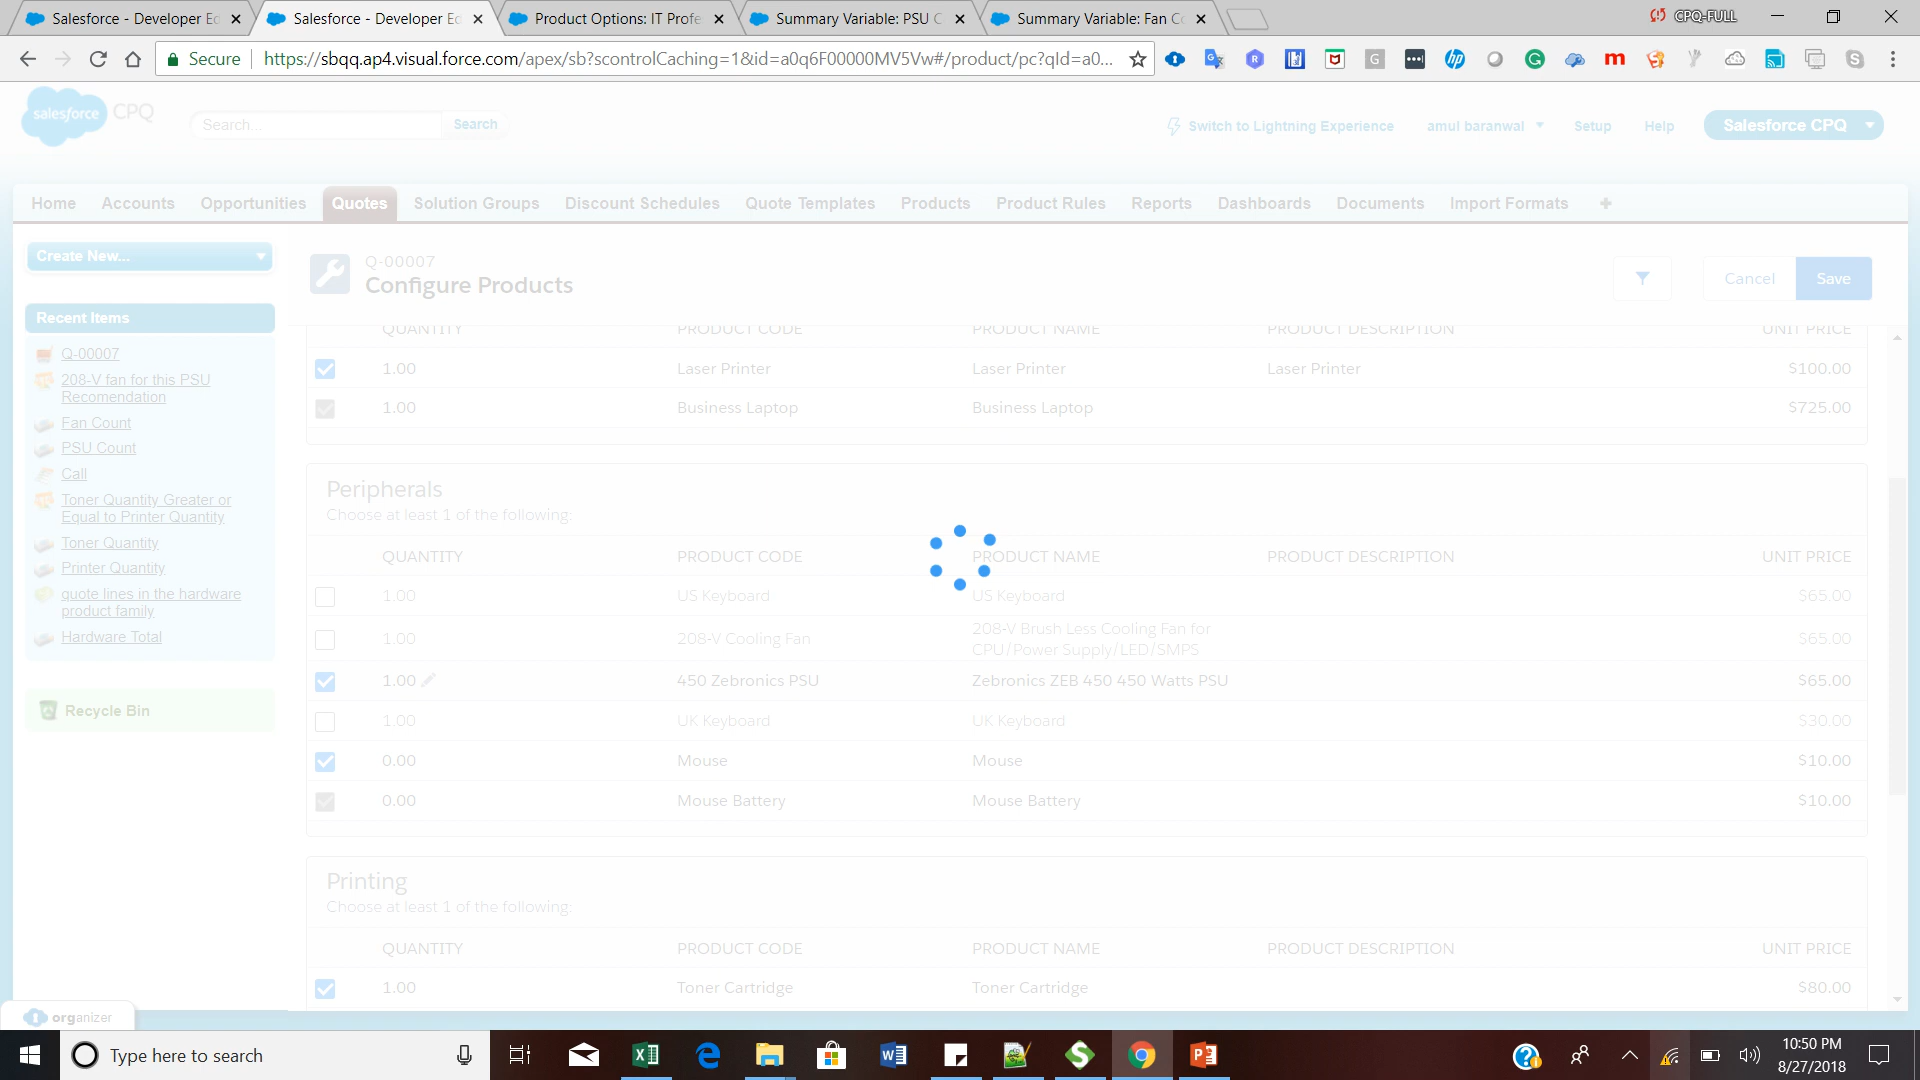 Salesforce - Developer Ec
Salesforce - Developer Ec
Product Options: IT Profe
Summary Variable: PSU C
Summary Variable: Fan Co
CPQ-FULL
Secure
https://sbqq.ap4.visual.force.com/apex/sb?scontrolCaching=1&id=a0q6F00000MV5Vw#/product/pc?qId=a0...
salesforce CPQ
Search...
Search
Switch to Lightning Experience
amul baranwal
Setup
Help
Salesforce CPQ
Home
Accounts
Opportunities
Quotes
Solution Groups
Discount Schedules
Quote Templates
Products
Product Rules
Reports
Dashboards
Documents
Import Formats
+
Create New...
Recent Items
Q-00007
208-V fan for this PSU
Recomendation
Fan Count
PSU Count
Call
Toner Quantity Greater or
Equal to Printer Quantity
Toner Quantity
Printer Quantity
quote lines in the hardware
product family
Hardware Total
Recycle Bin
Q-00007
Configure Products
Cancel
Save
QUANTITY PRODUCT CODE PRODUCT NAME PRODUCT DESCRIPTION UNIT PRICE
1.00 Laser Printer Laser Printer Laser Printer $100.00
1.00 Business Laptop Business Laptop $725.00
Peripherals
Choose at least 1 of the following:
QUANTITY PRODUCT CODE PRODUCT NAME PRODUCT DESCRIPTION UNIT PRICE
1.00 US Keyboard US Keyboard $65.00
1.00 208-V Cooling Fan 208-V Brush Less Cooling Fan for $65.00
CPU/Power Supply/LED/SMPS
1.00 450 Zebronics PSU Zebronics ZEB 450 450 Watts PSU $65.00
1.00 UK Keyboard UK Keyboard $30.00
0.00 Mouse Mouse $10.00
0.00 Mouse Battery Mouse Battery $10.00
Printing
Choose at least 1 of the following:
QUANTITY PRODUCT CODE PRODUCT NAME PRODUCT DESCRIPTION UNIT PRICE
1.00 Toner Cartridge Toner Cartridge $80.00
organizer
Type here to search
10:50 PM
8/27/2018